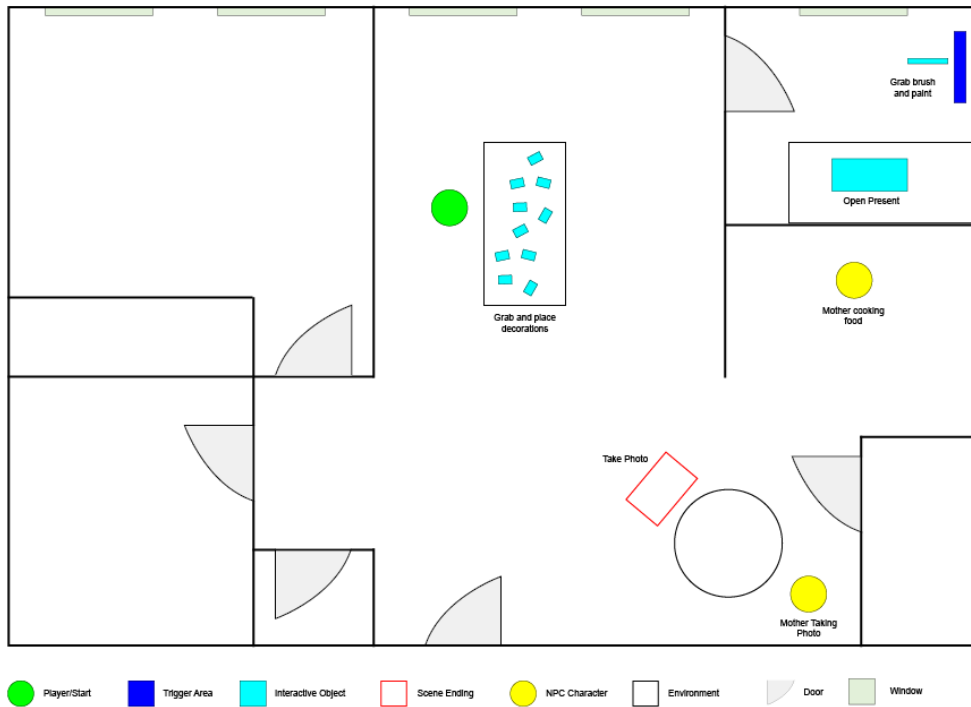 Grab brush
and paint
Open Present
Mother cooking
food
Grab and place
decorations
Take Photo
Mother Taking
Photo
Player/Start
Trigger Area
Interactive Object
Scene Ending
NPC Character
Environment
Door
Window